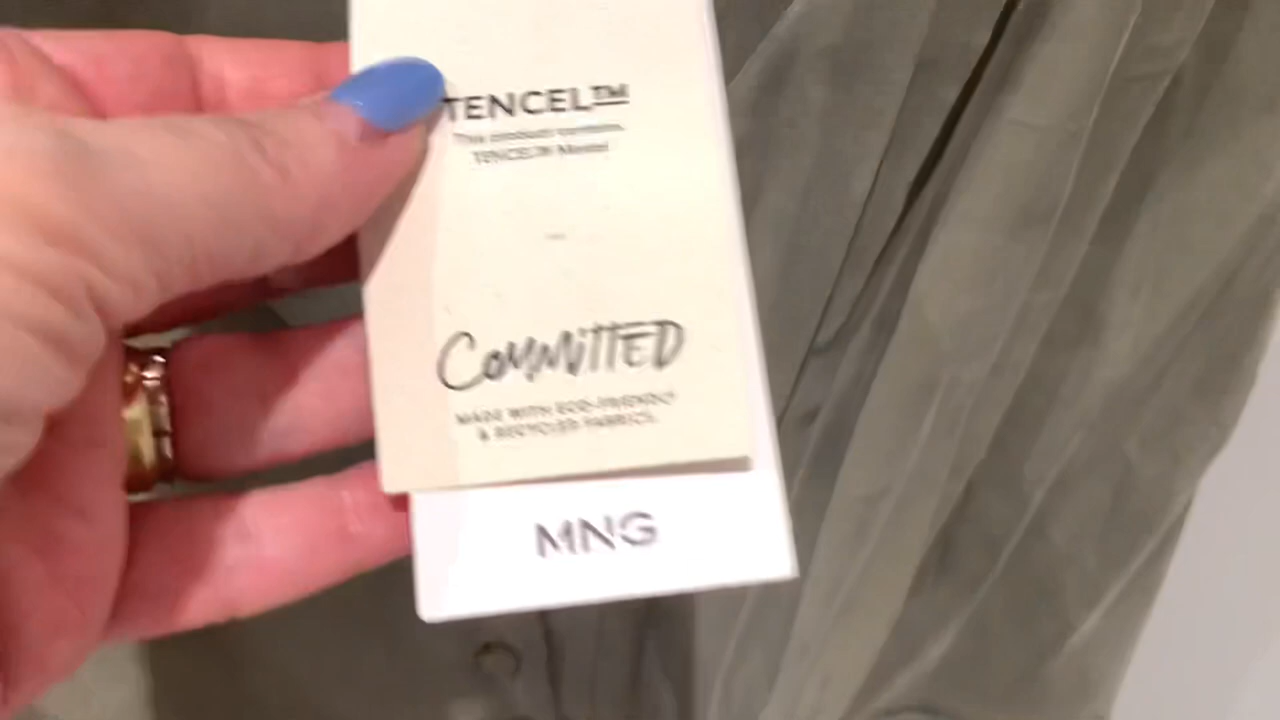 TENCEL™
This product contains
TENCEL™ Modal
COMMITTED
MADE WITH ECO-FRIENDLY
& RECYCLED FABRICS.
MNG